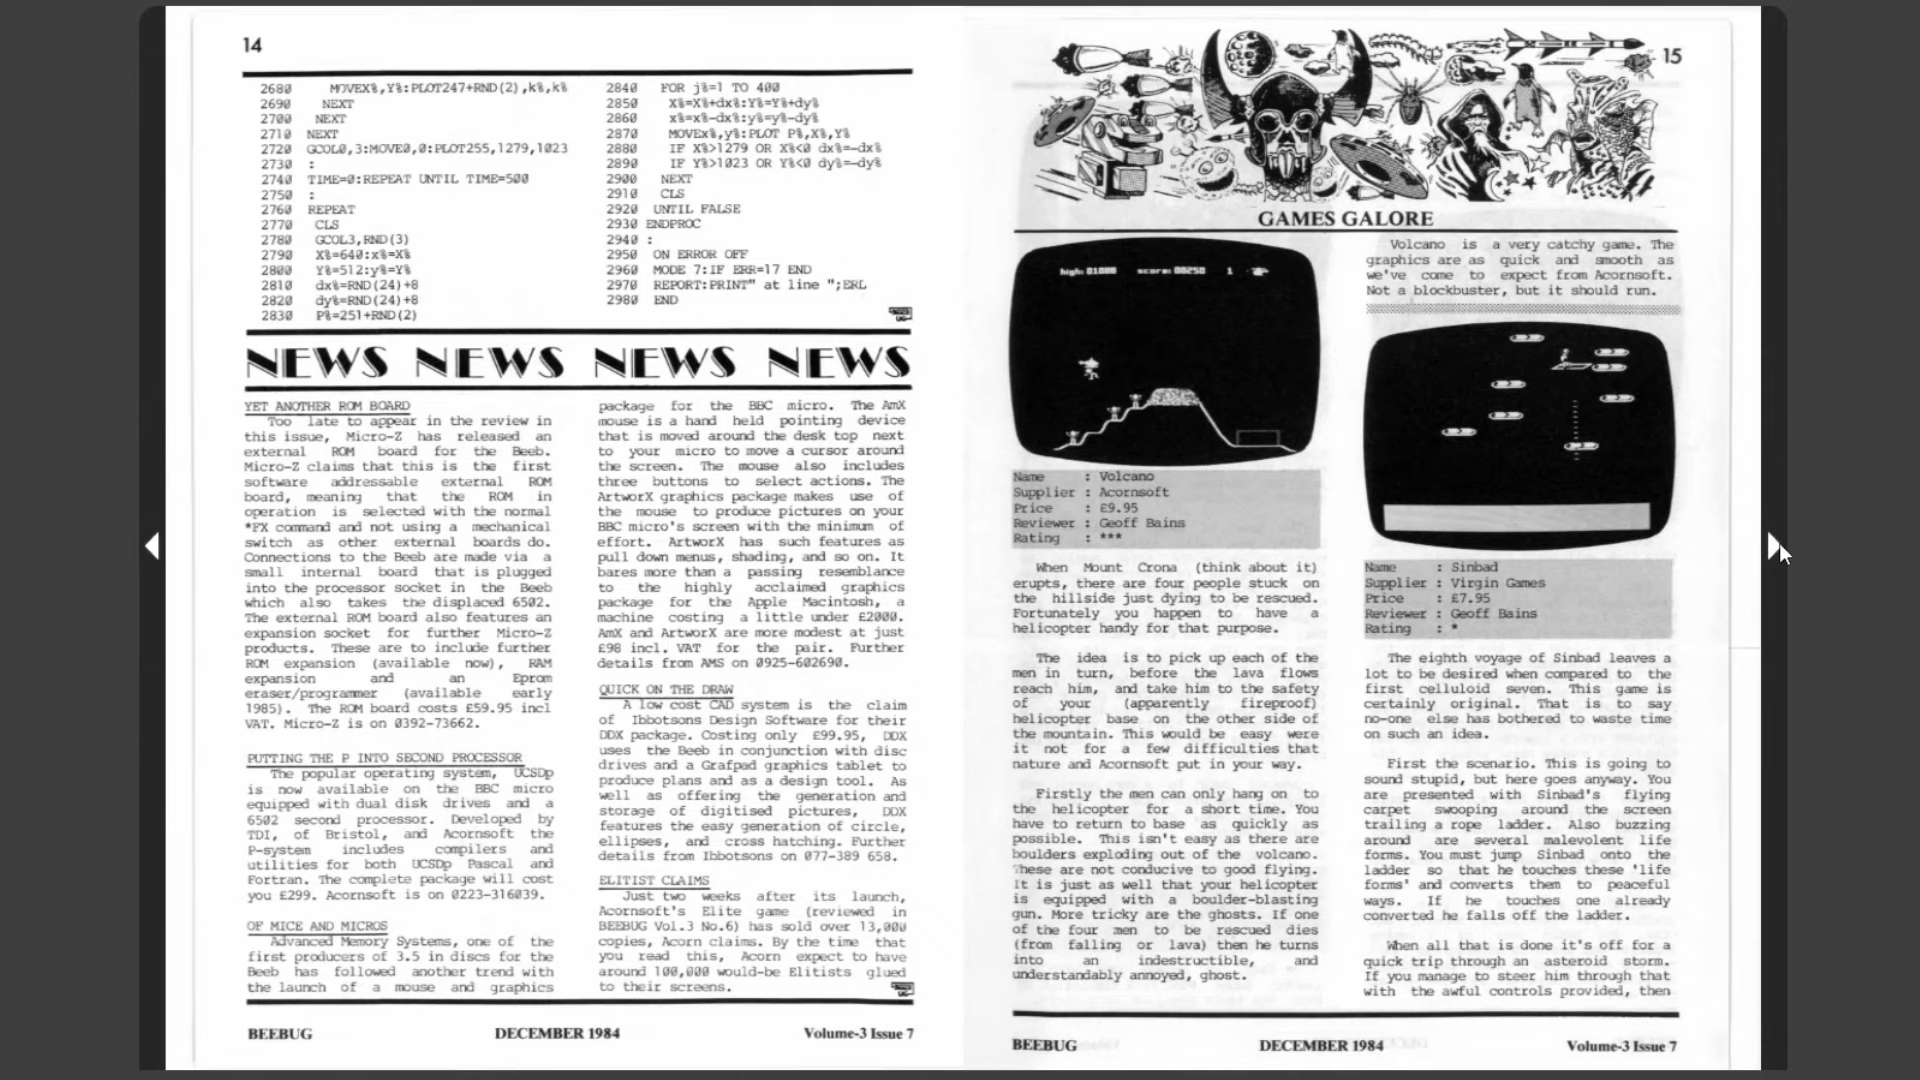 14
2680 MOVEX%,Y%:PLOT247+RND(2),k%,k%
2690 NEXT
2700 NEXT
2710 NEXT
2720 GCOL0,3:MOVE0,0:PLOT255,1279,1023
2730 :
2740 TIME=0:REPEAT UNTIL TIME=500
2750 :
2760 REPEAT
2770 CLS
2780 GCOL3,RND(3)
2790 X%=640:x%=X%
2800 Y%=512:y%=Y%
2810 dx%=RND(24)+8
2820 dy%=RND(24)+8
2830 P%=251+RND(2)
2840 FOR j%=1 TO 400
2850 X%=X%+dx%:Y%=Y%+dy%
2860 x%=x%-dx%:y%=y%-dy%
2870 MOVEx%,y%:PLOT P%,X%,Y%
2880 IF X%>1279 OR X%<0 dx%=-dx%
2890 IF Y%>1023 OR Y%<0 dy%=-dy%
2900 NEXT
2910 CLS
2920 UNTIL FALSE
2930 ENDPROC
2940 :
2950 ON ERROR OFF
2960 MODE 7:IF ERR=17 END
2970 REPORT:PRINT" at line ";ERL
2980 END
NEWS NEWS NEWS NEWS
YET ANOTHER ROM BOARD
Too late to appear in the review in
this issue, Micro-Z has released an
external ROM board for the Beeb.
Micro-Z claims that this is the first
software addressable external ROM
board, meaning that the ROM in
operation is selected with the normal
*FX command and not using a mechanical
switch as other external boards do.
Connections to the Beeb are made via a
small internal board that is plugged
into the processor socket in the Beeb
which also takes the displaced 6502.
The external ROM board also features an
expansion socket for further Micro-Z
products. These are to include further
ROM expansion (available now), RAM
expansion and an Eprom
eraser/programmer (available early
1985). The ROM board costs £59.95 incl
VAT. Micro-Z is on 0392-73662.
PUTTING THE P INTO SECOND PROCESSOR
The popular operating system, UCSDp
is now available on the BBC micro
equipped with dual disk drives and a
6502 second processor. Developed by
TDI, of Bristol, and Acornsoft the
P-system includes compilers and
utilities for both UCSDp Pascal and
Fortran. The complete package will cost
you £299. Acornsoft is on 0223-316039.
OF MICE AND MICROS
Advanced Memory Systems, one of the
first producers of 3.5 in discs for the
Beeb has followed another trend with
the launch of a mouse and graphics
package for the BBC micro. The AmX
mouse is a hand held pointing device
that is moved around the desk top next
to your micro to move a cursor around
the screen. The mouse also includes
three buttons to select actions. The
ArtworX graphics package makes use of
the mouse to produce pictures on your
BBC micro's screen with the minimum of
effort. ArtworX has such features as
pull down menus, shading, and so on. It
bares more than a passing resemblance
to the highly acclaimed graphics
package for the Apple Macintosh, a
machine costing a little under £2000.
AmX and ArtworX are more modest at just
£98 incl. VAT for the pair. Further
details from AMS on 0925-602690.
QUICK ON THE DRAW
A low cost CAD system is the claim
of Ibbotsons Design Software for their
DDX package. Costing only £99.95, DDX
uses the Beeb in conjunction with disc
drives and a Grafpad graphics tablet to
produce plans and as a design tool. As
well as offering the generation and
storage of digitised pictures, DDX
features the easy generation of circle,
ellipses, and cross hatching. Further
details from Ibbotsons on 077-389 658.
ELITIST CLAIMS
Just two weeks after its launch,
Acornsoft's Elite game (reviewed in
BEEBUG Vol.3 No.6) has sold over 13,000
copies, Acorn claims. By the time that
you read this, Acorn expect to have
around 100,000 would-be Elitists glued
to their screens.
BEEBUG DECEMBER 1984 Volume-3 Issue 7
15
GAMES GALORE
high: 01000 score: 00250 1
Name : Volcano
Supplier : Acornsoft
Price : £9.95
Reviewer : Geoff Bains
Rating : ***
When Mount Crona (think about it)
erupts, there are four people stuck on
the hillside just dying to be rescued.
Fortunately you happen to have a
helicopter handy for that purpose.
The idea is to pick up each of the
men in turn, before the lava flows
reach him, and take him to the safety
of your (apparently fireproof)
helicopter base on the other side of
the mountain. This would be easy were
it not for a few difficulties that
nature and Acornsoft put in your way.
Firstly the men can only hang on to
the helicopter for a short time. You
have to return to base as quickly as
possible. This isn't easy as there are
boulders exploding out of the volcano.
These are not conducive to good flying.
It is just as well that your helicopter
is equipped with a boulder-blasting
gun. More tricky are the ghosts. If one
of the four men to be rescued dies
(from falling or lava) then he turns
into an indestructible, and
understandably annoyed, ghost.
Volcano is a very catchy game. The
graphics are as quick and smooth as
we've come to expect from Acornsoft.
Not a blockbuster, but it should run.
Name : Sinbad
Supplier : Virgin Games
Price : £7.95
Reviewer : Geoff Bains
Rating : *
The eighth voyage of Sinbad leaves a
lot to be desired when compared to the
first celluloid seven. This game is
certainly original. That is to say
no-one else has bothered to waste time
on such an idea.
First the scenario. This is going to
sound stupid, but here goes anyway. You
are presented with Sinbad's flying
carpet swooping around the screen
trailing a rope ladder. Also buzzing
around are several malevolent life
forms. You must jump Sinbad onto the
ladder so that he touches these 'life
forms' and converts them to peaceful
ways. If he touches one already
converted he falls off the ladder.
When all that is done it's off for a
quick trip through an asteroid storm.
If you manage to steer him through that
with the awful controls provided, then
BEEBUG DECEMBER 1984 Volume-3 Issue 7